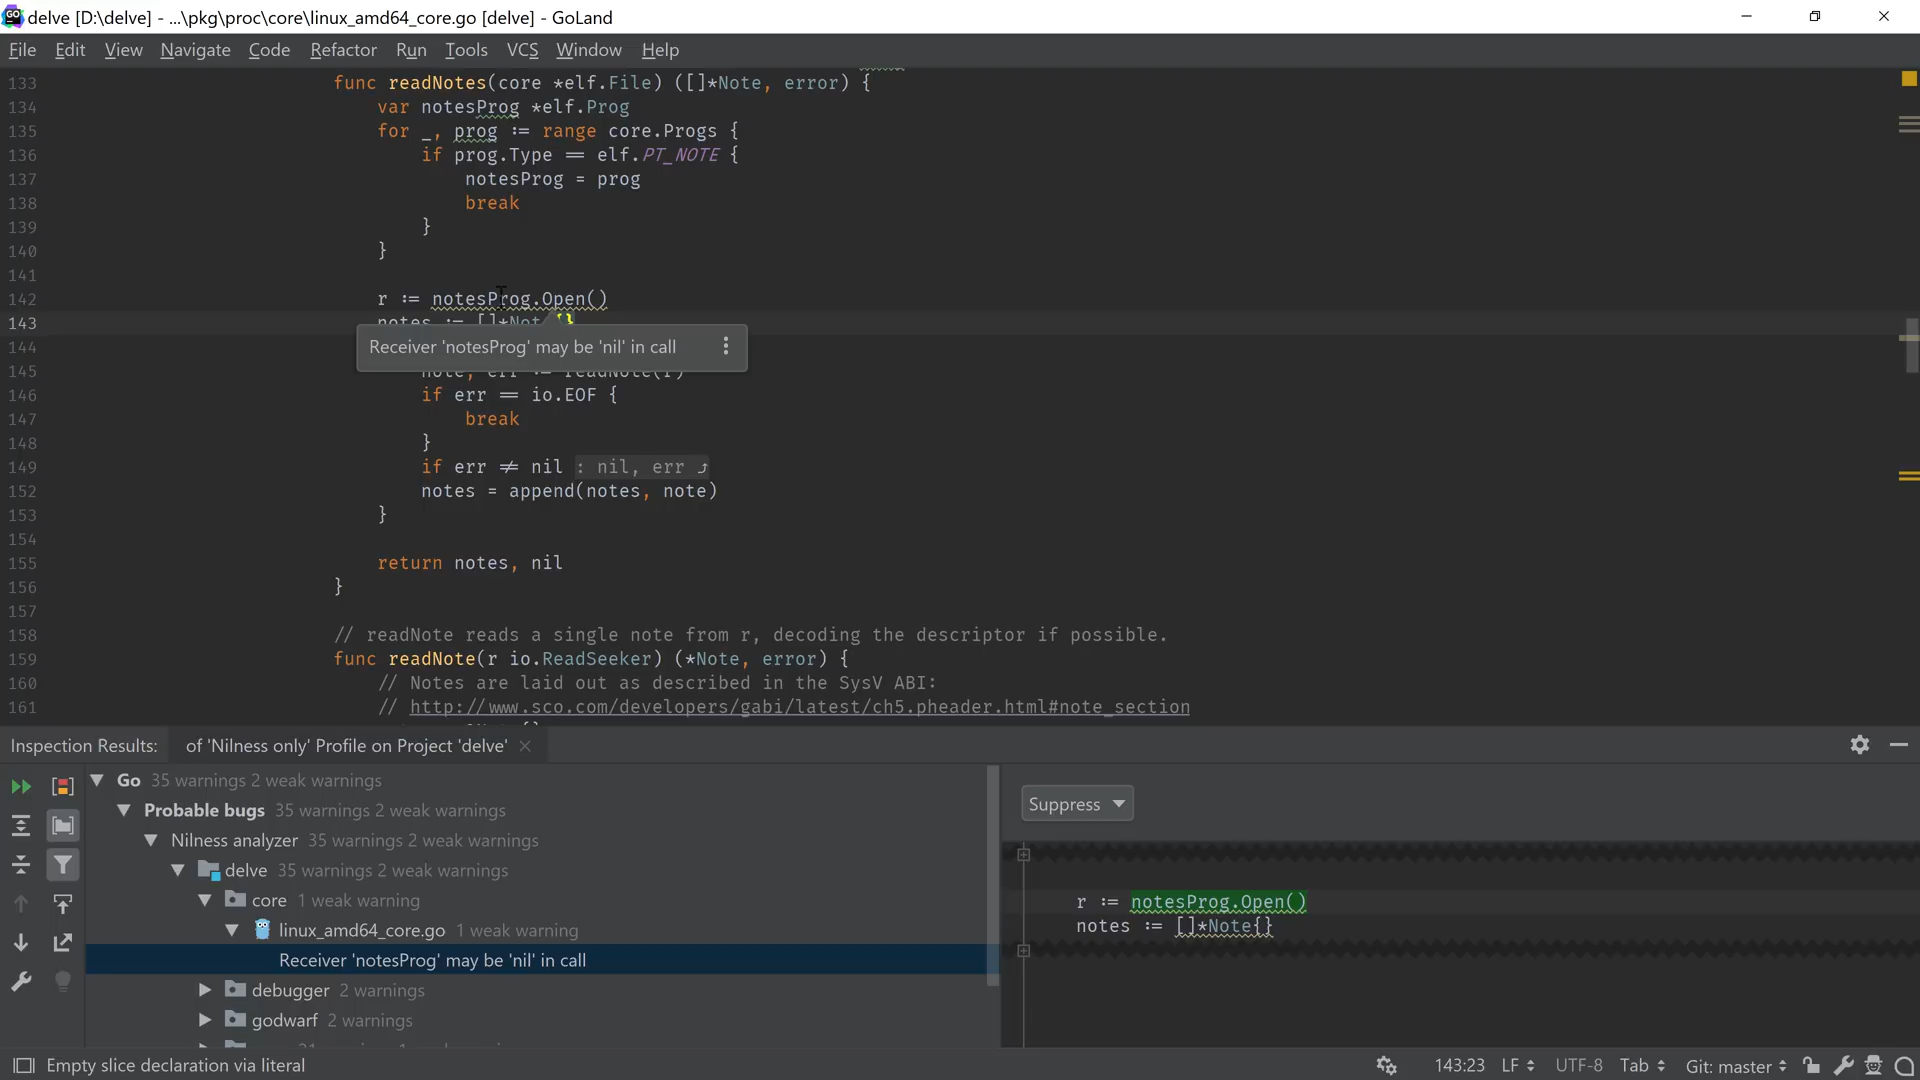 delve [D:\delve] - ...\pkg\proc\core\linux_amd64_core.go [delve] - GoLand
File Edit View Navigate Code Refactor Run Tools VCS Window Help
133 func readNotes(core *elf.File) ([]*Note, error) {
134 var notesProg *elf.Prog
135 for _, prog := range core.Progs {
136 if prog.Type == elf.PT_NOTE {
137 notesProg = prog
138 break
139 }
140 }
141
142 r := notesProg.Open()
143 notes := []*Note{}
144 Receiver 'notesProg' may be 'nil' in call
145 note, err := readNote(r)
146 if err == io.EOF {
147 break
148 }
149 if err != nil : nil, err
152 notes = append(notes, note)
153 }
154
155 return notes, nil
156 }
157
158 // readNote reads a single note from r, decoding the descriptor if possible.
159 func readNote(r io.ReadSeeker) (*Note, error) {
160 // Notes are laid out as described in the SysV ABI:
161 // http://www.sco.com/developers/gabi/latest/ch5.pheader.html#note_section
Inspection Results: of 'Nilness only' Profile on Project 'delve'
Go 35 warnings 2 weak warnings
Probable bugs 35 warnings 2 weak warnings
Nilness analyzer 35 warnings 2 weak warnings
delve 35 warnings 2 weak warnings
core 1 weak warning
linux_amd64_core.go 1 weak warning
Receiver 'notesProg' may be 'nil' in call
debugger 2 warnings
godwarf 2 warnings
Suppress
r := notesProg.Open()
notes := []*Note{}
Empty slice declaration via literal
143:23 LF UTF-8 Tab Git: master